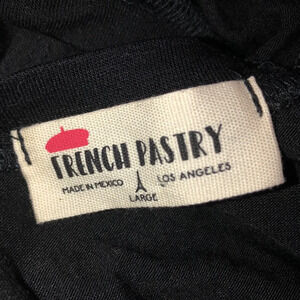 FRENCH PASTRY
MADE IN MEXICO LOS ANGELES
LARGE